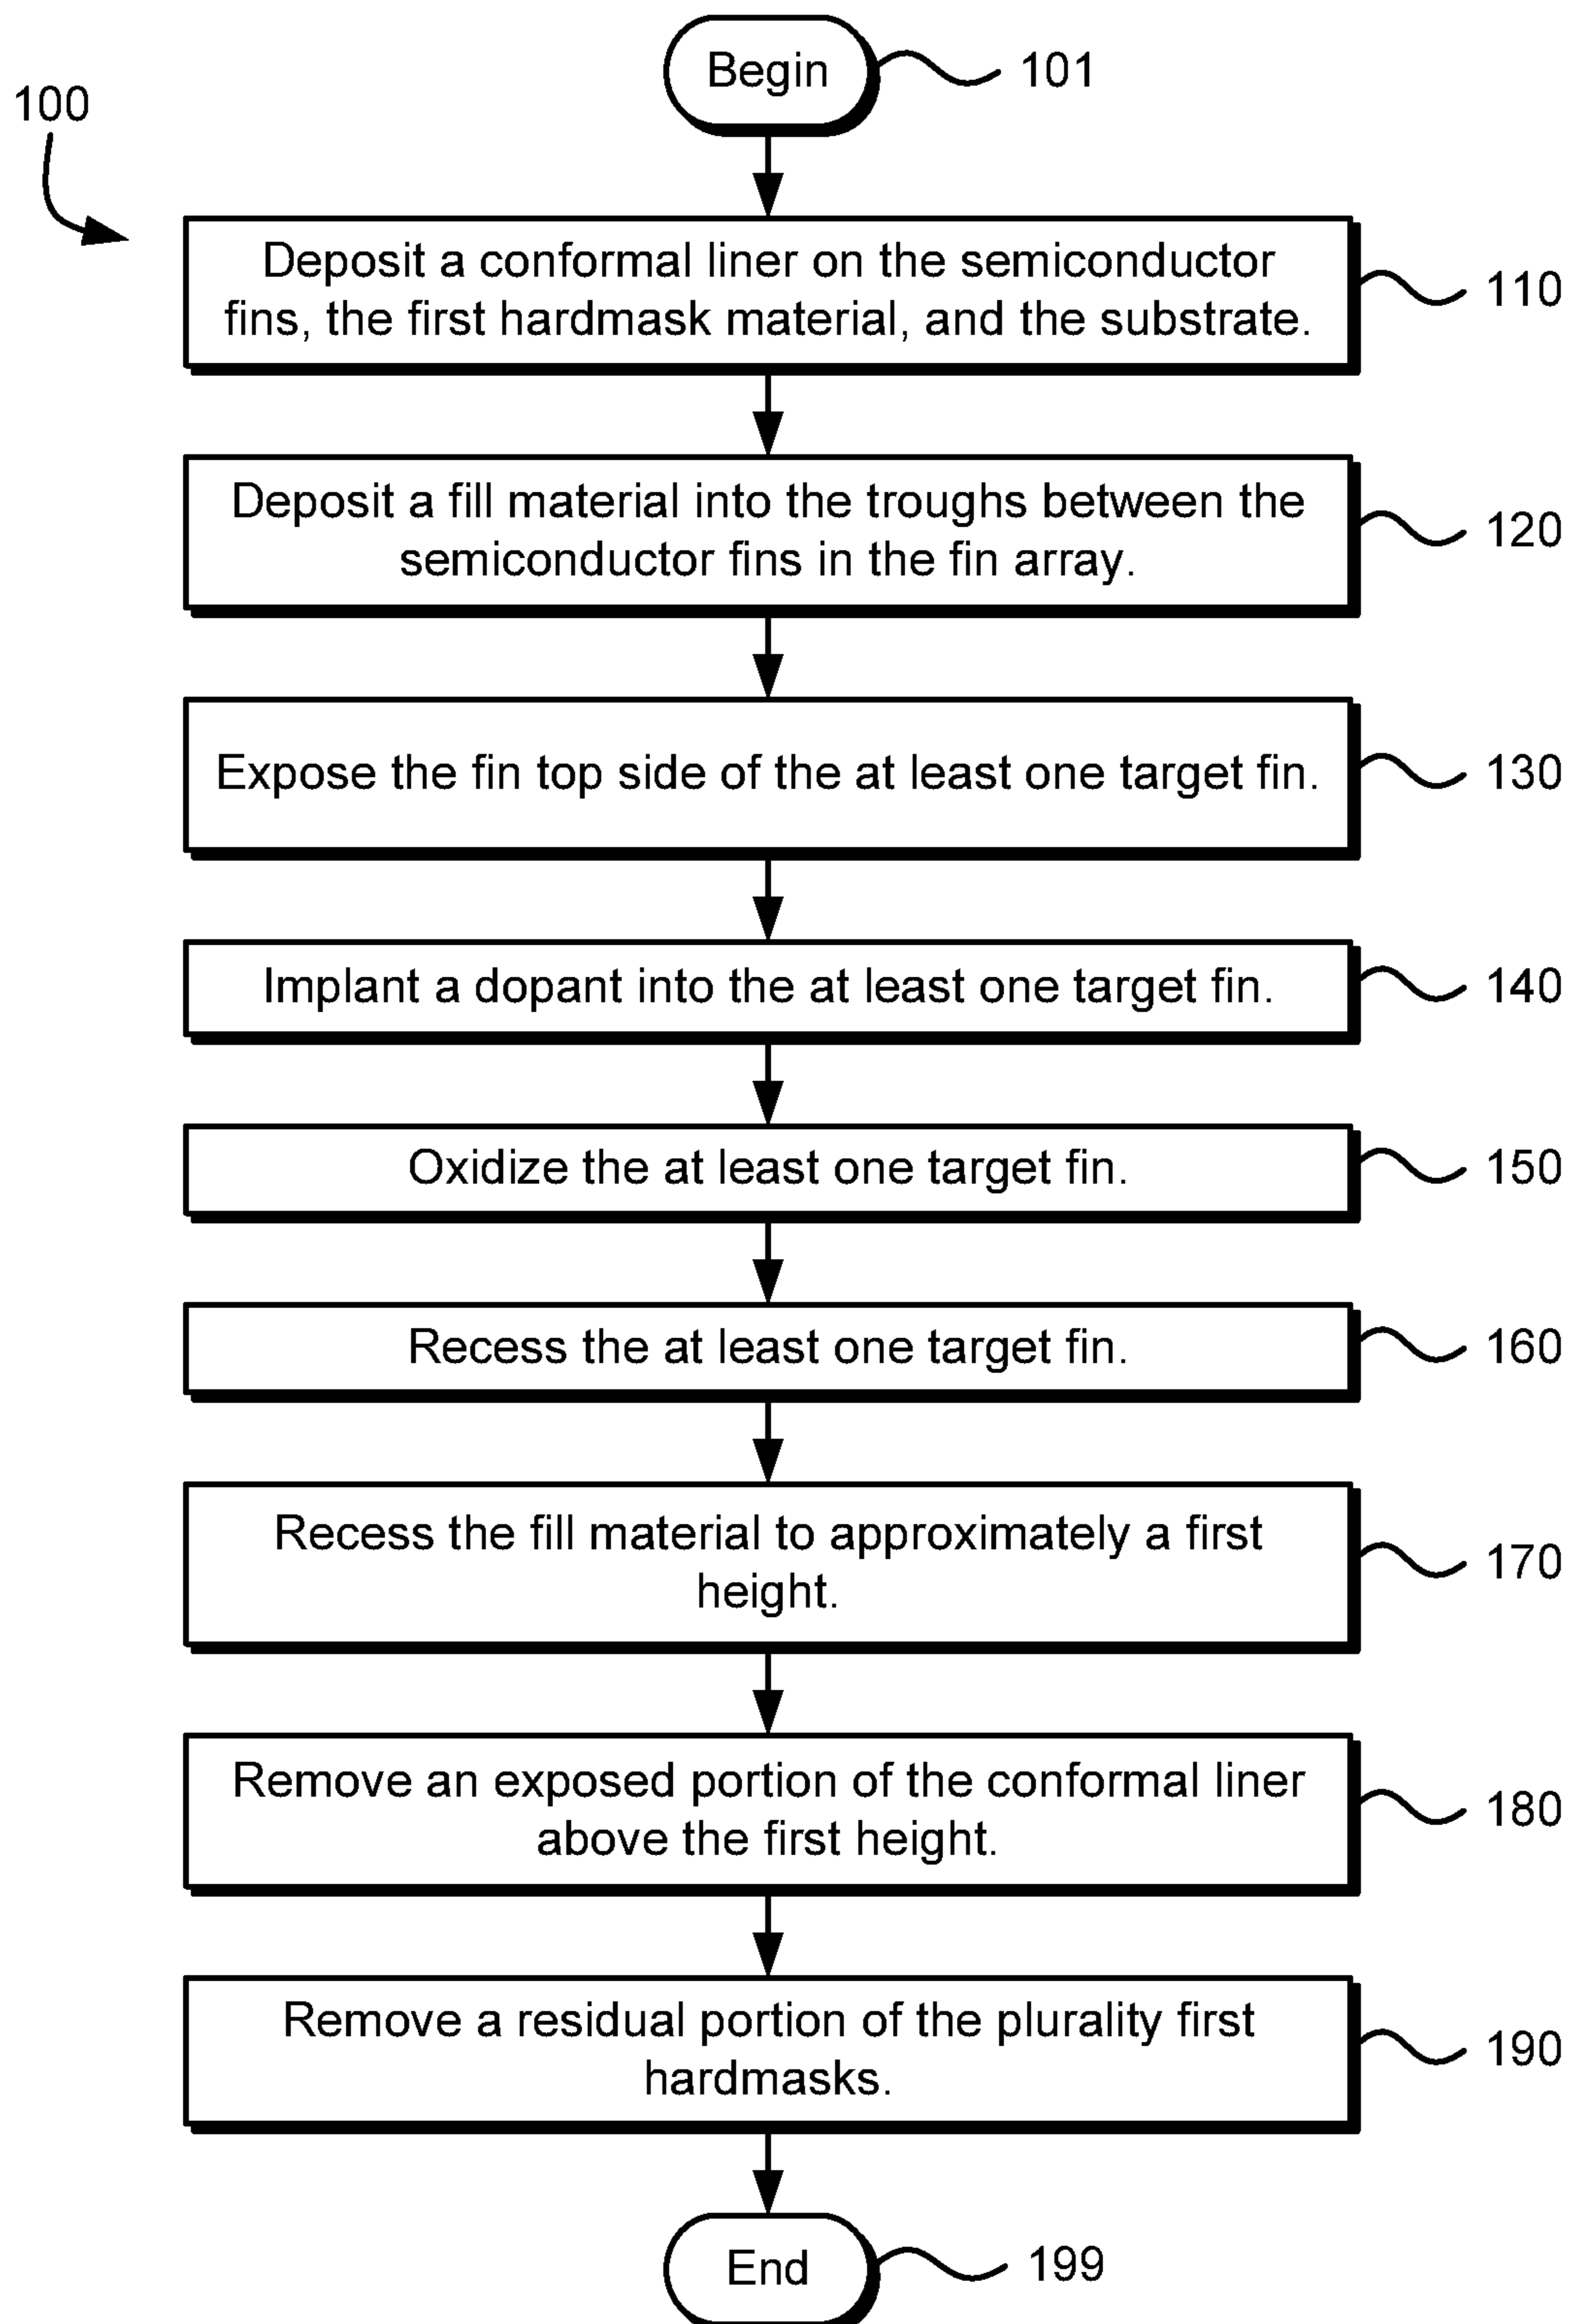 Begin
101
100
Deposit a conformal liner on the semiconductor
fins, the first hardmask material, and the substrate.
110
Deposit a fill material into the troughs between the
semiconductor fins in the fin array.
120
Expose the fin top side of the at least one target fin.
130
Implant a dopant into the at least one target fin.
140
Oxidize the at least one target fin.
150
Recess the at least one target fin.
160
Recess the fill material to approximately a first
height.
170
Remove an exposed portion of the conformal liner
above the first height.
180
Remove a residual portion of the plurality first
hardmasks.
190
End
199